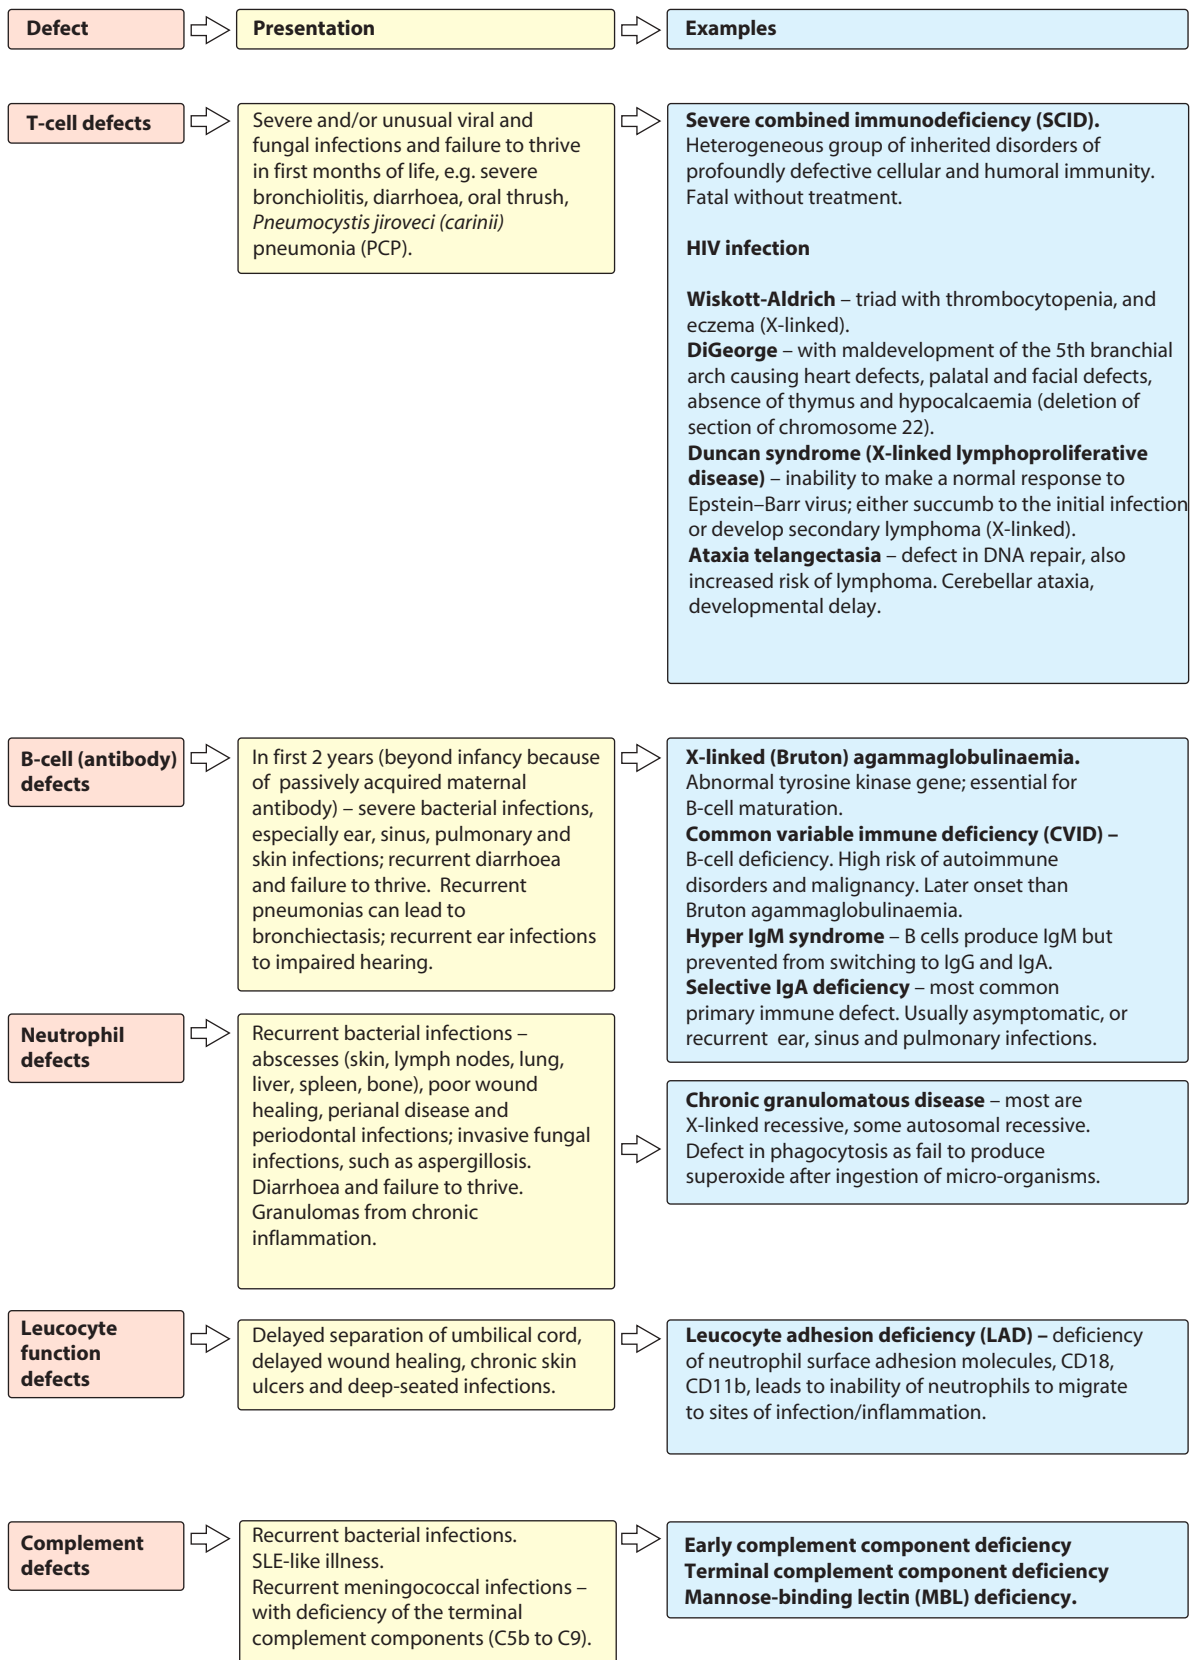 Defect
Presentation
Examples
T-cell defects
Severe and/or unusual viral and
fungal infections and failure to thrive
in first months of life, e.g. severe
bronchiolitis, diarrhoea, oral thrush,
Pneumocystis jiroveci (carinii)
pneumonia (PCP).
Severe combined immunodeficiency (SCID).
Heterogeneous group of inherited disorders of
profoundly defective cellular and humoral immunity.
Fatal without treatment.
HIV infection
Wiskott-Aldrich – triad with thrombocytopenia, and
eczema (X-linked).
DiGeorge – with maldevelopment of the 5th branchial
arch causing heart defects, palatal and facial defects,
absence of thymus and hypocalcaemia (deletion of
section of chromosome 22).
Duncan syndrome (X-linked lymphoproliferative
disease) – inability to make a normal response to
Epstein–Barr virus; either succumb to the initial infection
or develop secondary lymphoma (X-linked).
Ataxia telangectasia – defect in DNA repair, also
increased risk of lymphoma. Cerebellar ataxia,
developmental delay.
B-cell (antibody)
defects
In first 2 years (beyond infancy because
of passively acquired maternal
antibody) – severe bacterial infections,
especially ear, sinus, pulmonary and
skin infections; recurrent diarrhoea
and failure to thrive. Recurrent
pneumonias can lead to
bronchiectasis; recurrent ear infections
to impaired hearing.
X-linked (Bruton) agammaglobulinaemia.
Abnormal tyrosine kinase gene; essential for
B-cell maturation.
Common variable immune deficiency (CVID) –
B-cell deficiency. High risk of autoimmune
disorders and malignancy. Later onset than
Bruton agammaglobulinaemia.
Hyper IgM syndrome – B cells produce IgM but
prevented from switching to IgG and IgA.
Selective IgA deficiency – most common
primary immune defect. Usually asymptomatic, or
recurrent ear, sinus and pulmonary infections.
Neutrophil
defects
Recurrent bacterial infections –
abscesses (skin, lymph nodes, lung,
liver, spleen, bone), poor wound
healing, perianal disease and
periodontal infections; invasive fungal
infections, such as aspergillosis.
Diarrhoea and failure to thrive.
Granulomas from chronic
inflammation.
Chronic granulomatous disease – most are
X-linked recessive, some autosomal recessive.
Defect in phagocytosis as fail to produce
superoxide after ingestion of micro-organisms.
Leucocyte
function
defects
Delayed separation of umbilical cord,
delayed wound healing, chronic skin
ulcers and deep-seated infections.
Leucocyte adhesion deficiency (LAD) – deficiency
of neutrophil surface adhesion molecules, CD18,
CD11b, leads to inability of neutrophils to migrate
to sites of infection/inflammation.
Complement
defects
Recurrent bacterial infections.
SLE-like illness.
Recurrent meningococcal infections –
with deficiency of the terminal
complement components (C5b to C9).
Early complement component deficiency
Terminal complement component deficiency
Mannose-binding lectin (MBL) deficiency.